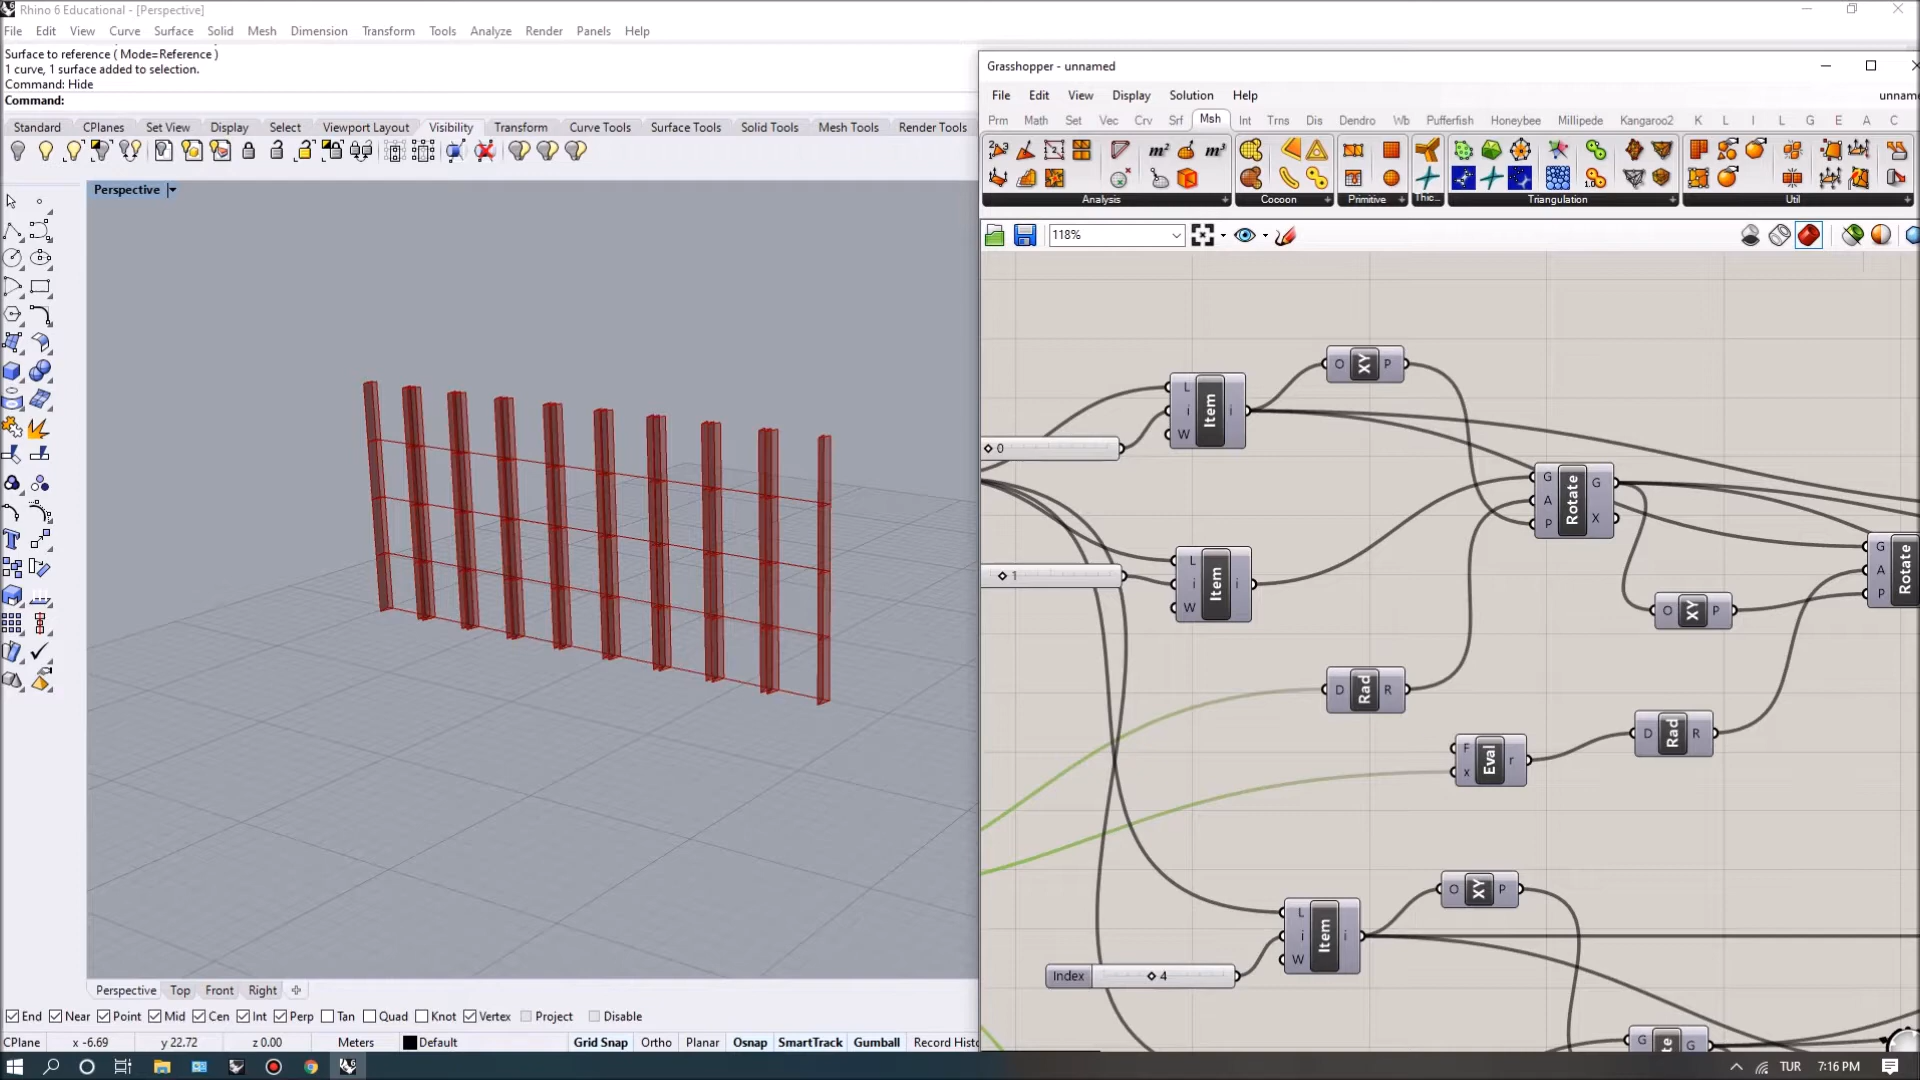 Rhino 6 Educational - [Perspective]
File Edit View Curve Surface Solid Mesh Dimension Transform Tools Analyze Render Panels Help
Surface to reference ( Mode=Reference )
1 curve, 1 surface added to selection.
Command: Hide
Command:
Standard CPlanes Set View Display Select Viewport Layout Visibility Transform Curve Tools Surface Tools Solid Tools Mesh Tools Render Tools
Perspective
Grasshopper - unnamed
File Edit View Display Solution Help
unname
Prm Math Set Vec Crv Srf Msh Int Trns Dis Dendro Wb Pufferfish Honeybee Millipede Kangaroo2 K L I L G E A C
Analysis Cocoon Primitive Thic... Triangulation Util
118%
O XY P
L i W Item i
0
G A P Rotate G X
L i W Item i
1
G A P Rotate
O XY P
D Rad R
D Rad R
F x Eval r
O XY P
L i W Item i
Index 4
G te G
Perspective Top Front Right
End Near Point Mid Cen Int Perp Tan Quad Knot Vertex Project Disable
CPlane x -6.69 y 22.72 z 0.00 Meters Default Grid Snap Ortho Planar Osnap SmartTrack Gumball Record Histo
TUR 7:16 PM